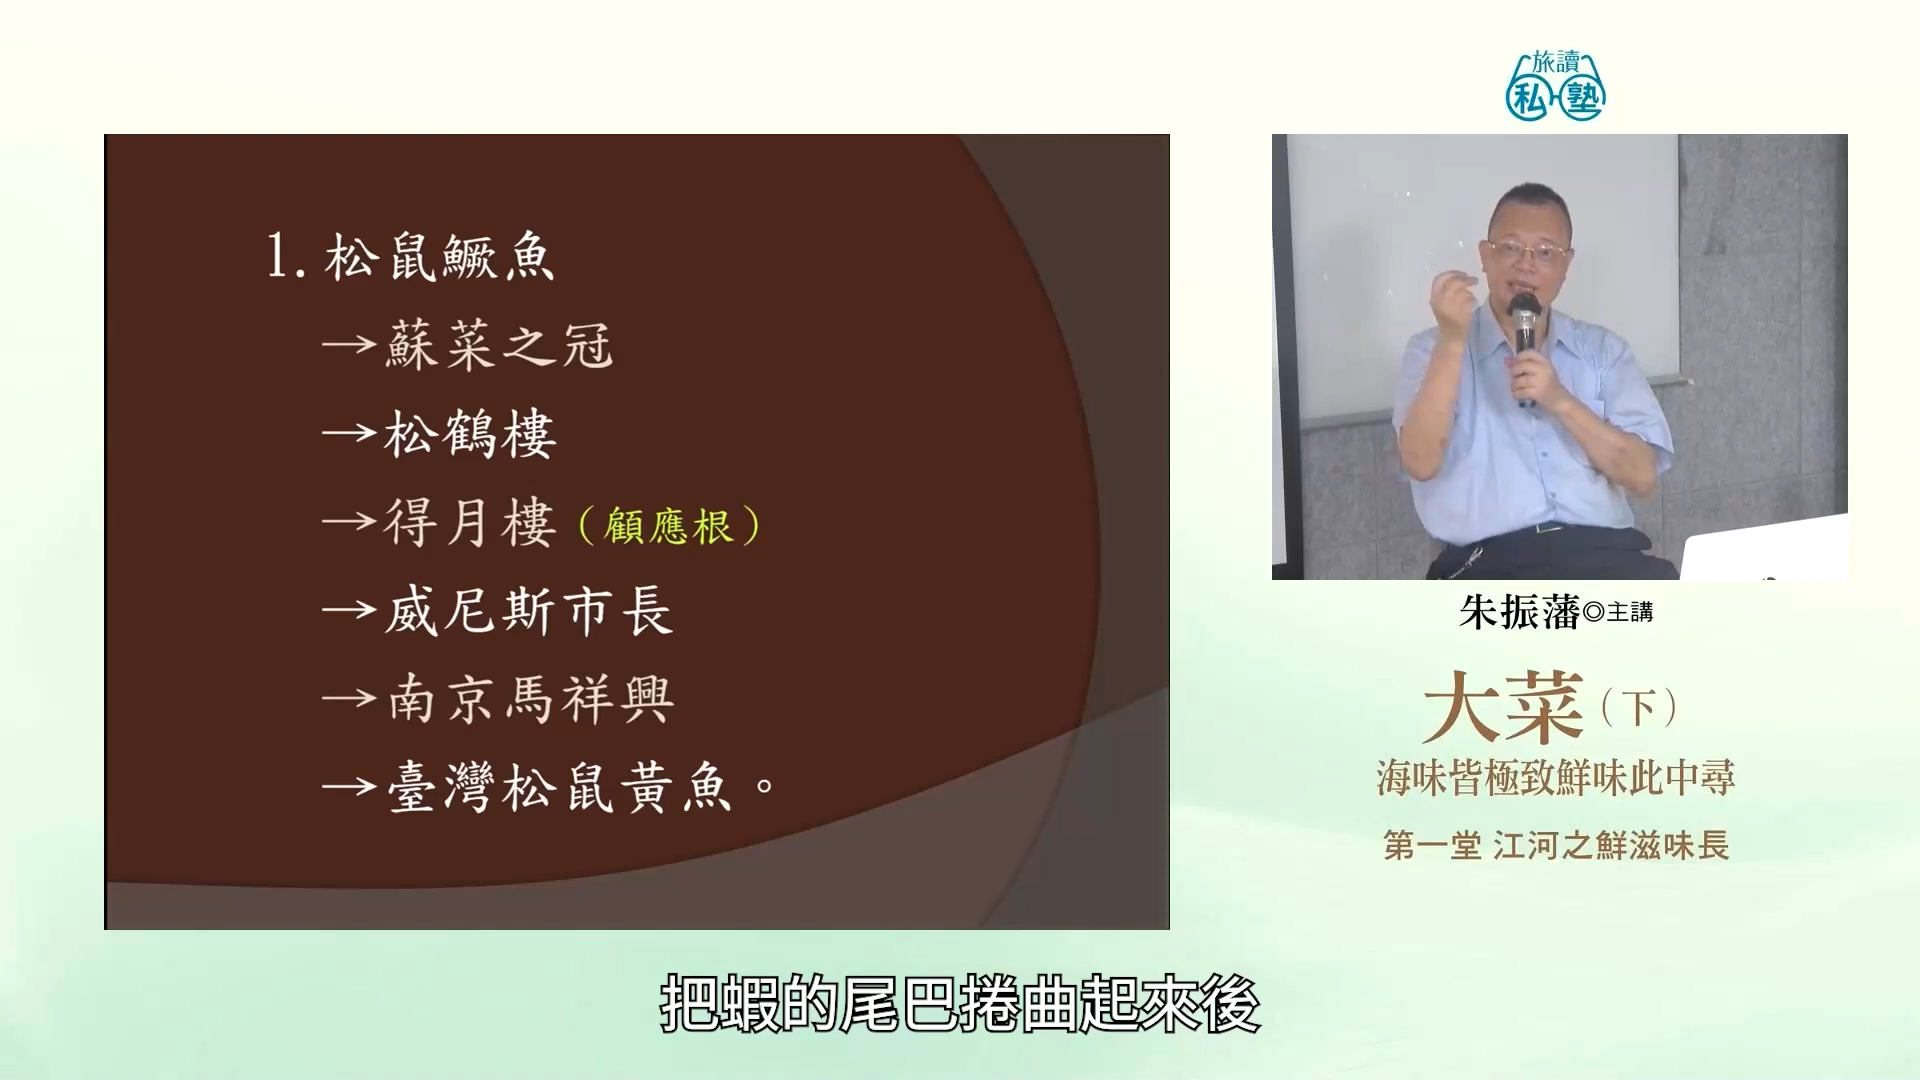 旅讀
私塾
1.松鼠鱖魚
→蘇菜之冠
→松鶴樓
→得月樓（顧應根）
→威尼斯市長
→南京馬祥興
→臺灣松鼠黃魚。
朱振藩◎主講
大菜（下）
海味皆極致鮮味此中尋
第一堂 江河之鮮滋味長
把蝦的尾巴捲曲起來後